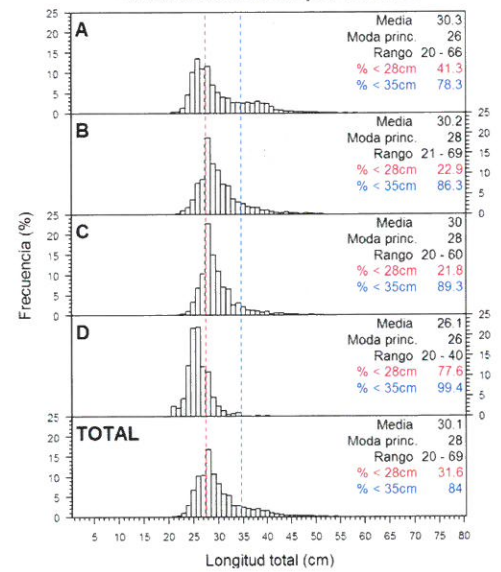 A
Media 30.3
Moda princ. 26
Rango 20 - 66
% < 28cm 41.3
% < 35cm 78.3
25
20
15
10
5
0
B
Media 30.2
Moda princ. 28
Rango 21 - 69
% < 28cm 22.9
% < 35cm 86.3
25
20
15
10
5
0
C
Media 30
Moda princ. 28
Rango 20 - 60
% < 28cm 21.8
% < 35cm 89.3
25
20
15
10
5
0
D
Media 26.1
Moda princ. 26
Rango 20 - 40
% < 28cm 77.6
% < 35cm 99.4
25
20
15
10
5
0
TOTAL
Media 30.1
Moda princ. 28
Rango 20 - 69
% < 28cm 31.6
% < 35cm 84
25
20
15
10
5
0
Frecuencia (%)
5 10 15 20 25 30 35 40 45 50 55 60 65 70 75 80
Longitud total (cm)